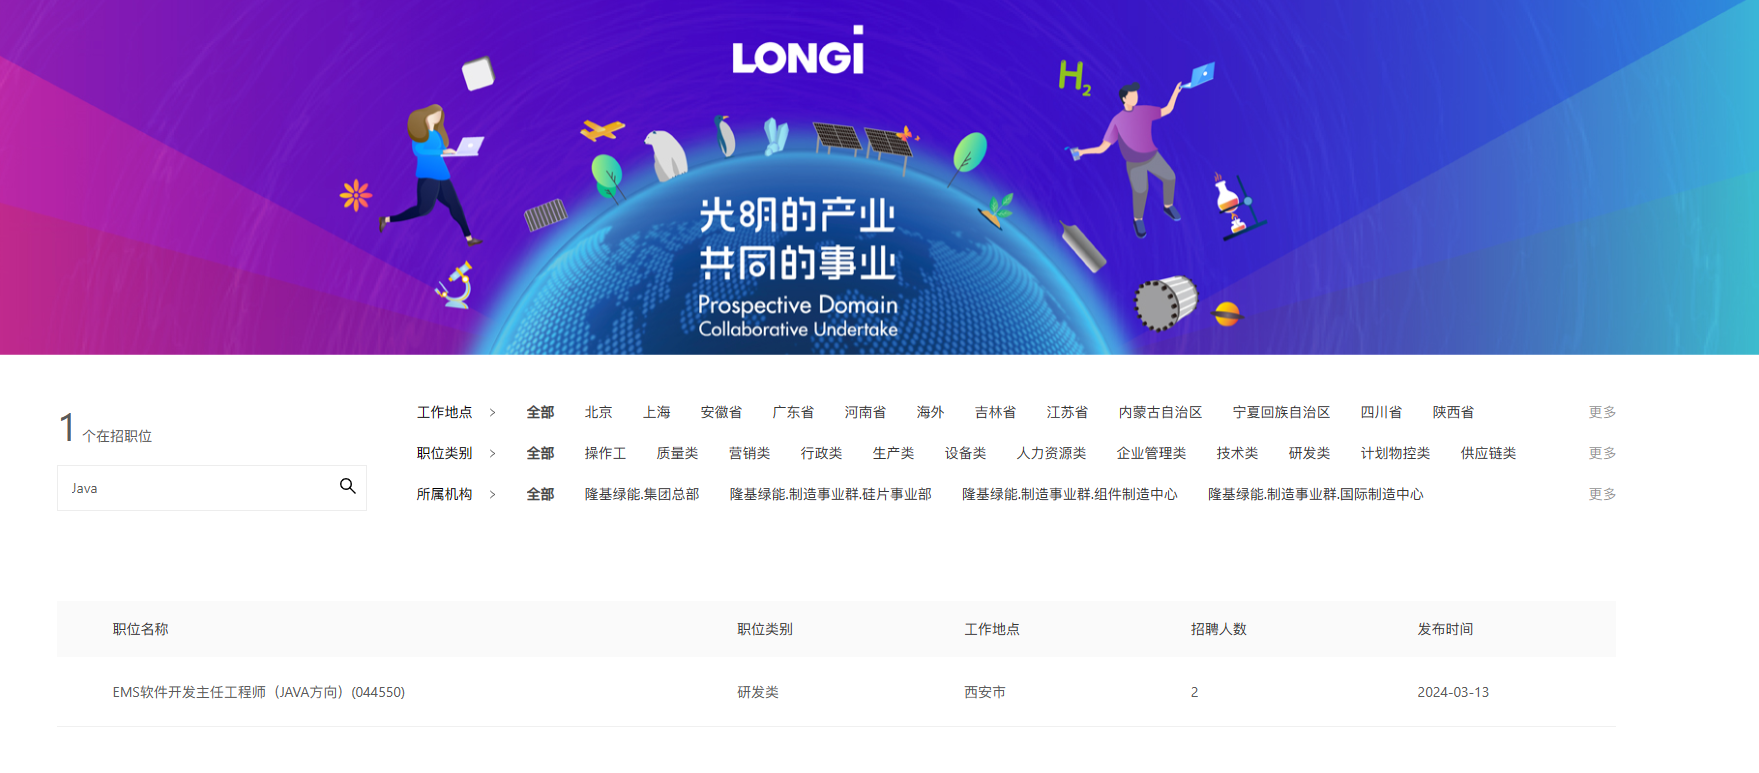 LONGi
H2
光明的产业
共同的事业
Prospective Domain
Collaborative Undertake
1 个在招职位
Java
工作地点 > 全部 北京 上海 安徽省 广东省 河南省 海外 吉林省 江苏省 内蒙古自治区 宁夏回族自治区 四川省 陕西省 更多
职位类别 > 全部 操作工 质量类 营销类 行政类 生产类 设备类 人力资源类 企业管理类 技术类 研发类 计划物控类 供应链类 更多
所属机构 > 全部 隆基绿能.集团总部 隆基绿能.制造事业群.硅片事业部 隆基绿能.制造事业群.组件制造中心 隆基绿能.制造事业群.国际制造中心 更多
职位名称 职位类别 工作地点 招聘人数 发布时间
EMS软件开发主任工程师（JAVA方向）(044550) 研发类 西安市 2 2024-03-13